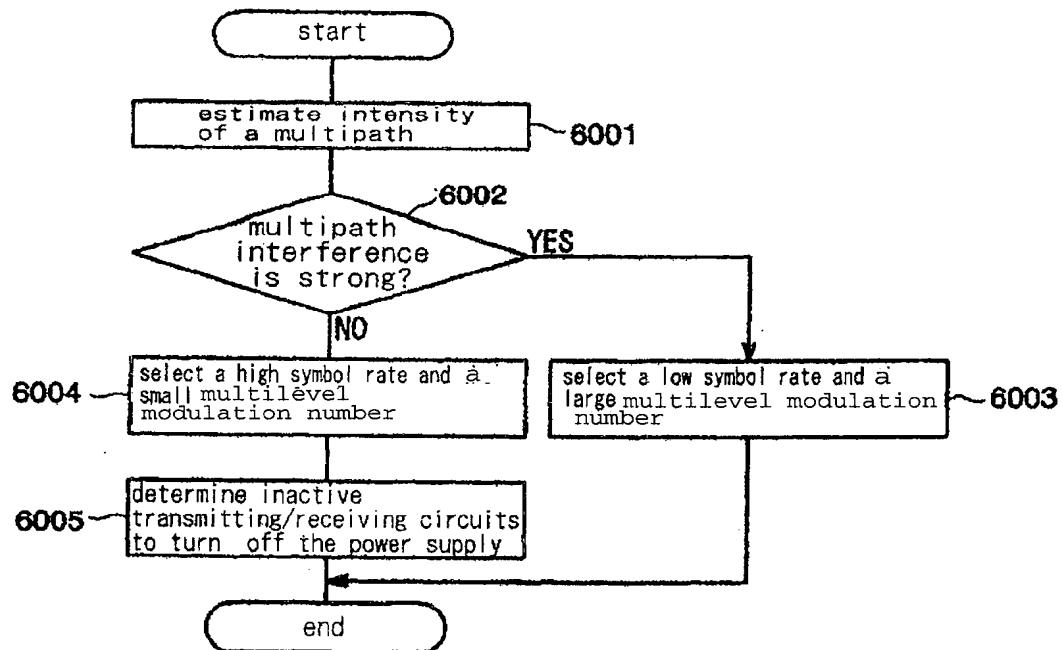 start
estimate intensity
of a multipath
6001
6002
multipath
interference
is strong?
YES
NO
select a high symbol rate and a
small multilevel
modulation number
6004
select a low symbol rate and a
large multilevel modulation
number
6003
determine inactive
transmitting/receiving circuits
to turn off the power supply
6005
end